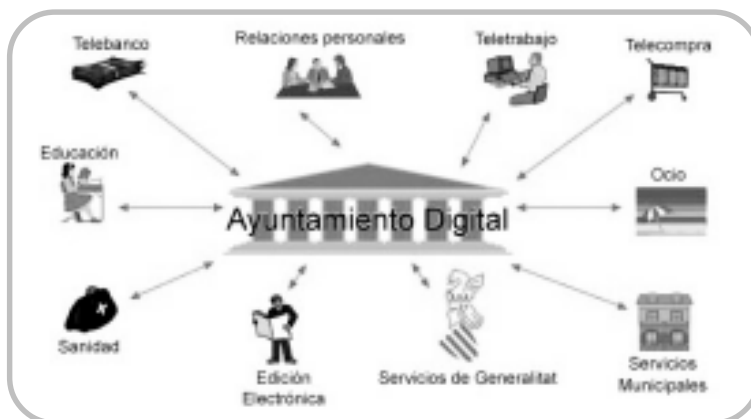 Telebanco
Relaciones personales
Teletrabajo
Telecompra
Educación
Ocio
Ayuntamiento Digital
Sanidad
Edición
Electrónica
Servicios de Generalitat
Servicios
Municipales